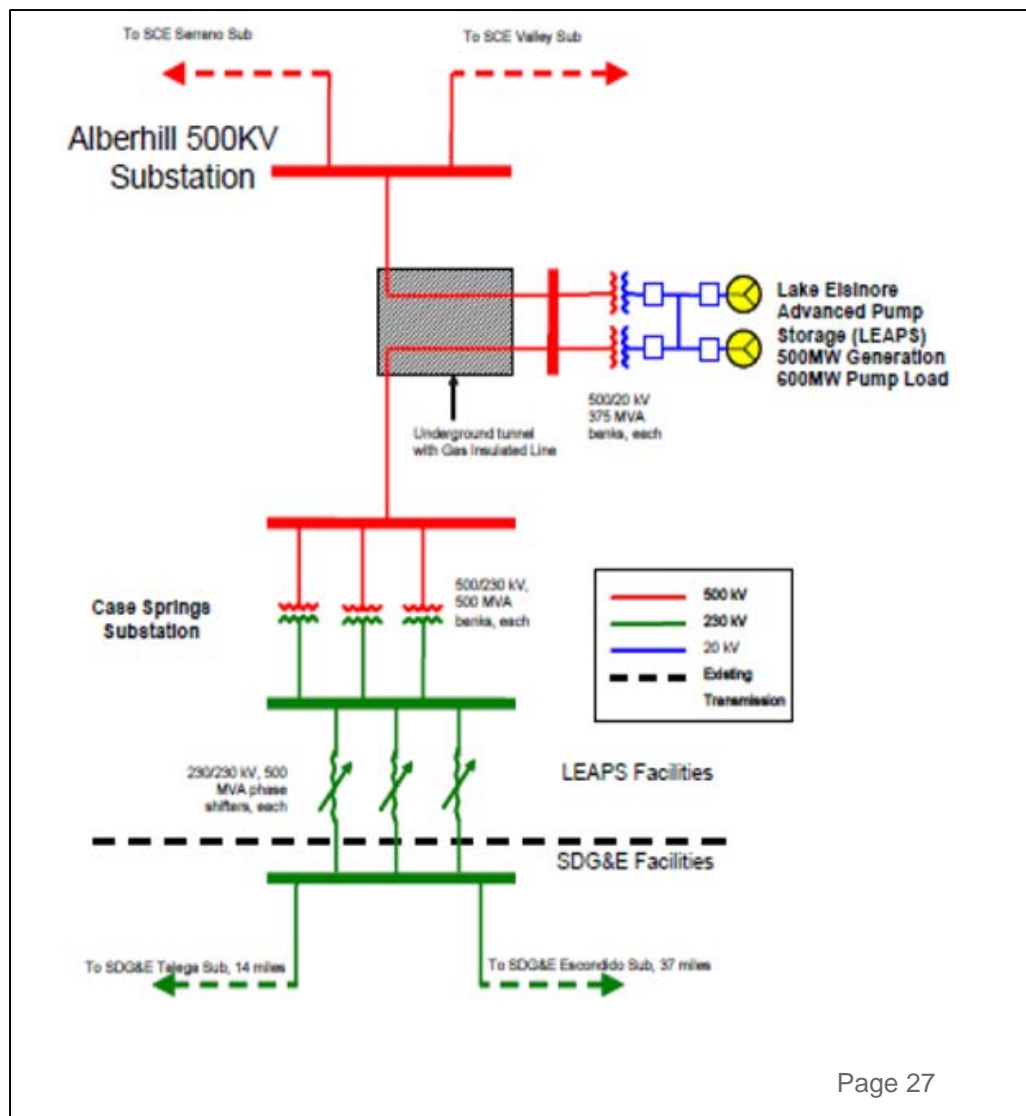 To SCE Serrano Sub
To SCE Valley Sub
Alberhill 500KV
Substation
Lake Elsinore
Advanced Pump
Storage (LEAPS)
500MW Generation
600MW Pump Load
500/20 kV
375 MVA
banks, each
Underground tunnel
with Gas Insulated Line
Case Springs
Substation
500/230 kV,
500 MVA
banks, each
500 kV
230 kV
20 kV
Existing
Transmission
230/230 kV, 500
MVA phase
shifters, each
LEAPS Facilities
SDG&E Facilities
To SDG&E Talega Sub, 14 miles
To SDG&E Escondido Sub, 37 miles
Page 27